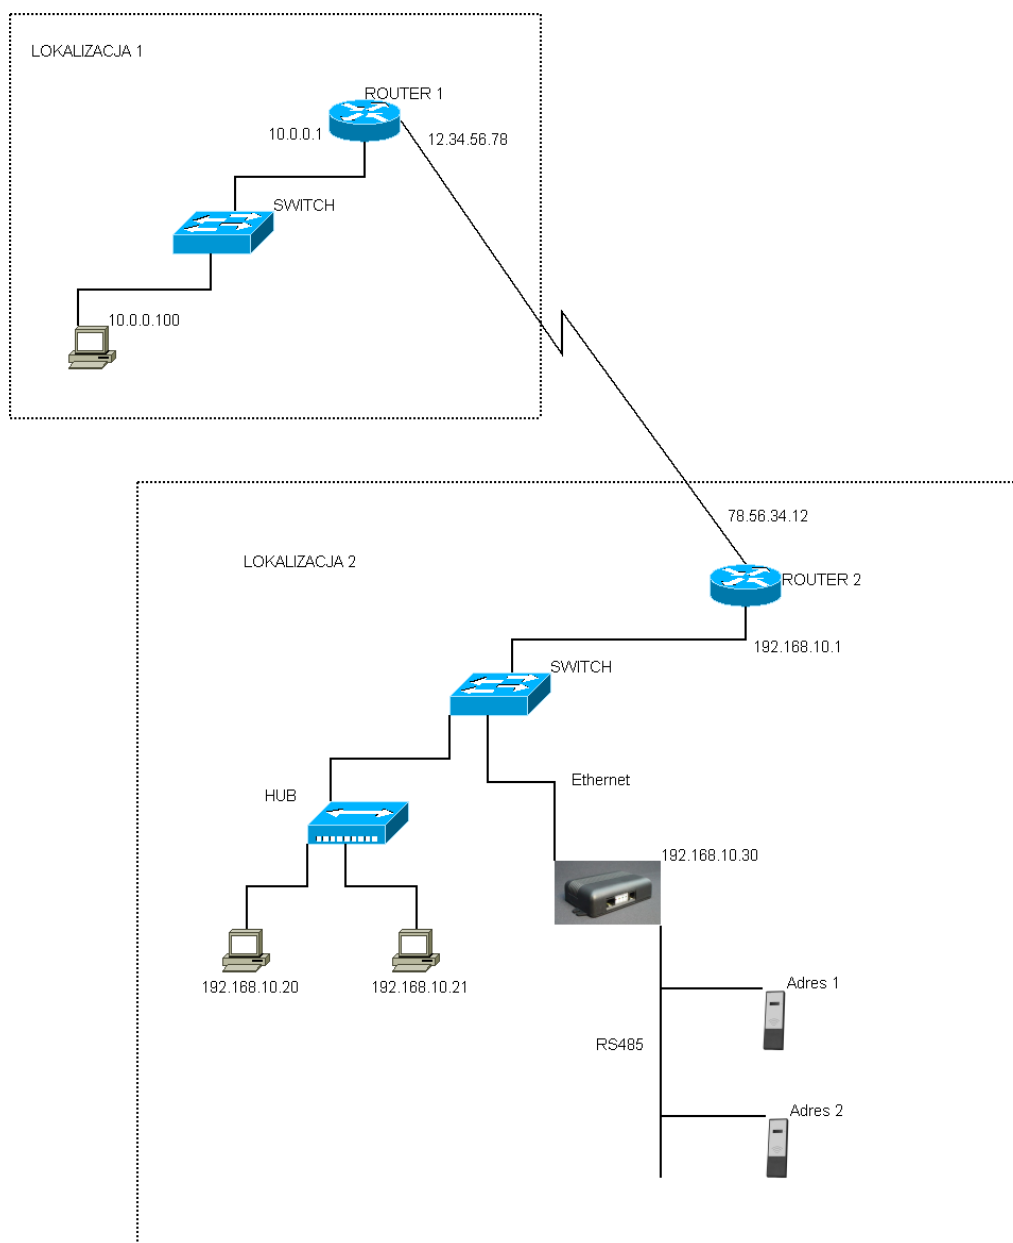 LOKALIZACJA 1
ROUTER 1
10.0.0.1
12.34.56.78
SWITCH
10.0.0.100
78.56.34.12
LOKALIZACJA 2
ROUTER 2
192.168.10.1
SWITCH
Ethernet
HUB
192.168.10.30
192.168.10.20
192.168.10.21
Adres 1
RS485
Adres 2